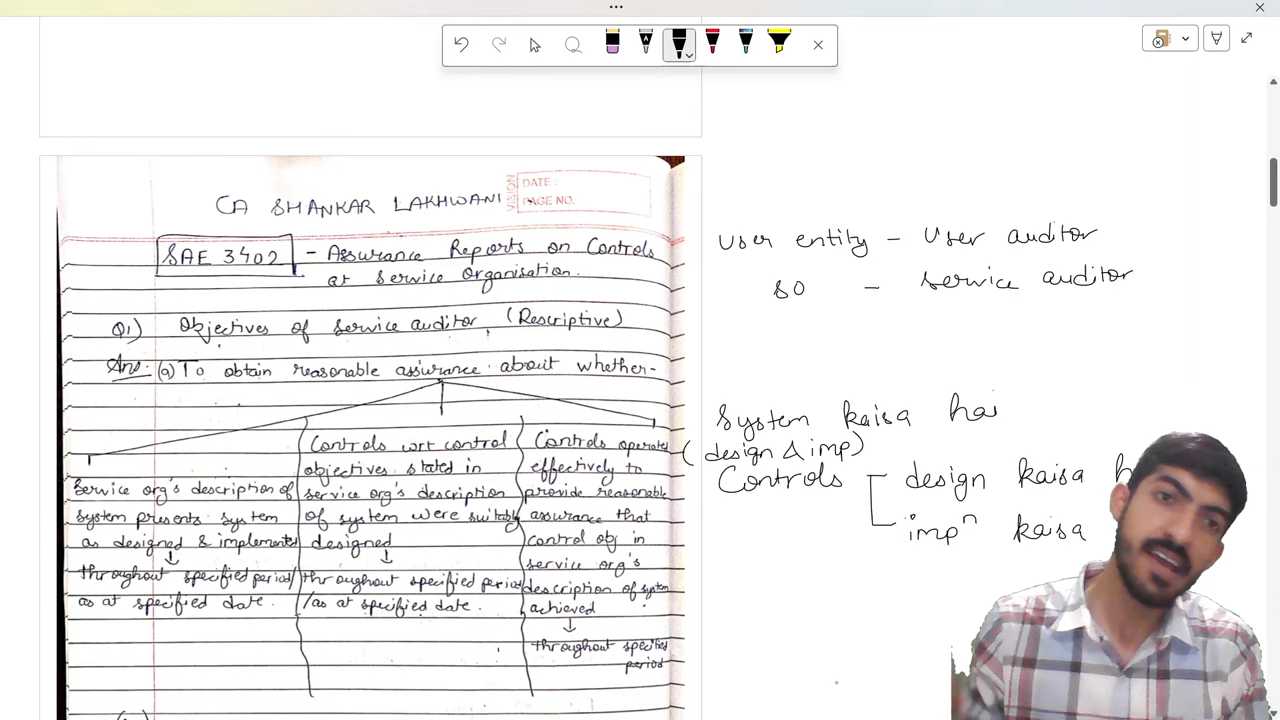 CA SHANKAR LAKHWANI
VISION
DATE :
PAGE NO.
SAE 3402 - Assurance Reports on Controls
at Service Organisation.
Q1) Objectives of service auditor (Rescriptive)
Ans:- (a) To obtain reasonable assurance about whether-
Service org's description of
system presents system
as designed & implemented
↓
throughout specified period/
as at specified date.
Controls wrt control
objectives stated in
service org's description
of system were suitably
designed
↓
throughout specified period
/as at specified date.
Controls operated
effectively to
provide reasonable
assurance that
control obj in
service org's
description of system
achieved
↓
throughout specified
period
User entity - User auditor
SO - service auditor
System kaisa hai
(design & imp)
Controls
design kaisa h
impⁿ kaisa